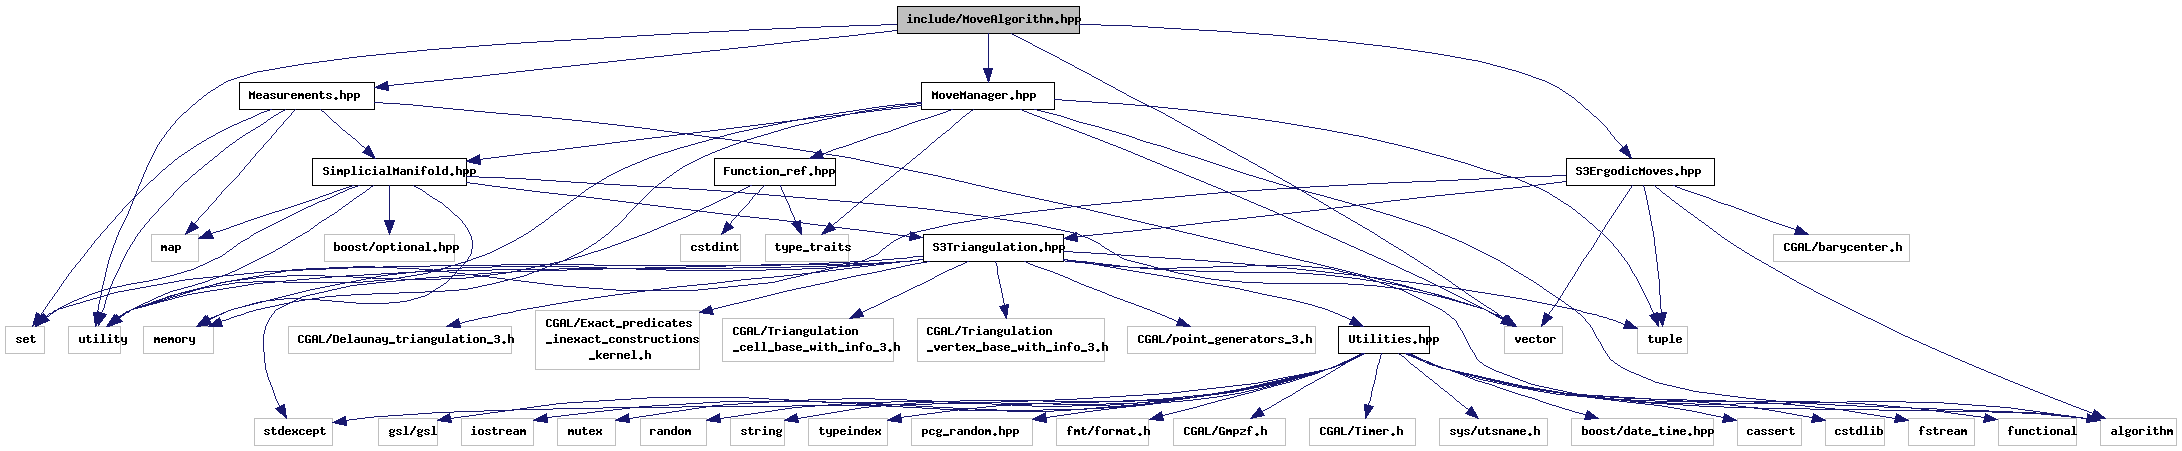 include/MoveAlgorithm.hpp
Measurements.hpp
MoveManager.hpp
SimplicialManifold.hpp
Function_ref.hpp
S3ErgodicMoves.hpp
map
boost/optional.hpp
cstdint
type_traits
S3Triangulation.hpp
CGAL/barycenter.h
set
utility
memory
CGAL/Delaunay_triangulation_3.h
CGAL/Exact_predicates
_inexact_constructions
_kernel.h
CGAL/Triangulation
_cell_base_with_info_3.h
CGAL/Triangulation
_vertex_base_with_info_3.h
CGAL/point_generators_3.h
Utilities.hpp
vector
tuple
stdexcept
gsl/gsl
iostream
mutex
random
string
typeindex
pcg_random.hpp
fmt/format.h
CGAL/Gmpzf.h
CGAL/Timer.h
sys/utsname.h
boost/date_time.hpp
cassert
cstdlib
fstream
functional
algorithm